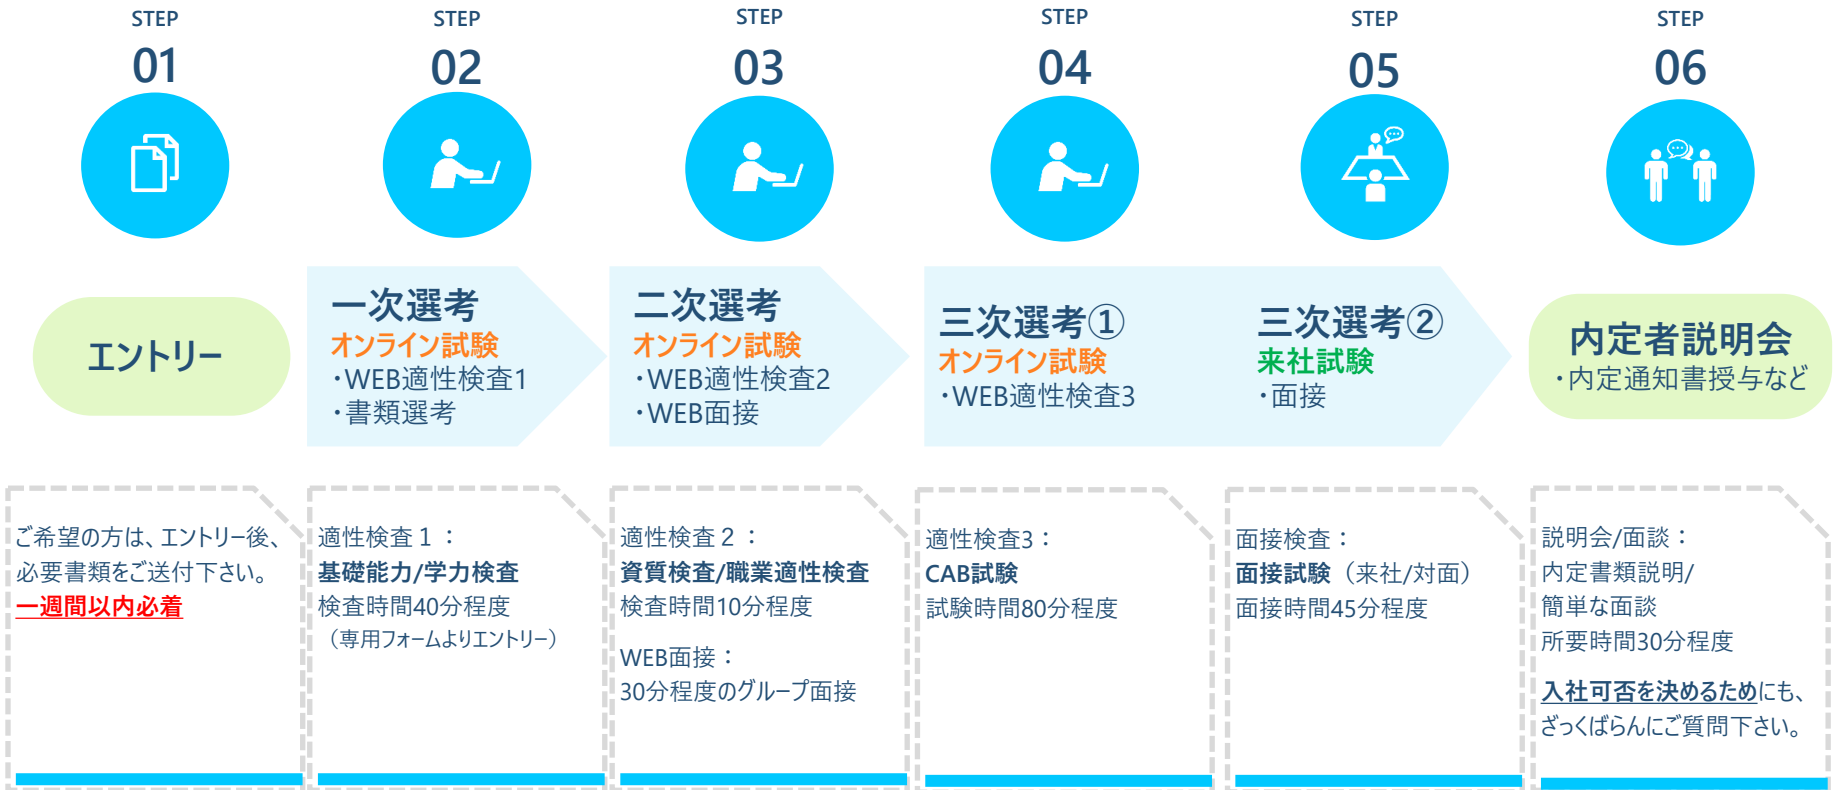 STEP
01
STEP
02
STEP
03
STEP
04
STEP
05
STEP
06
エントリー
一次選考
オンライン試験
・WEB適性検査1
・書類選考
二次選考
オンライン試験
・WEB適性検査2
・WEB面接
三次選考①
オンライン試験
・WEB適性検査3
三次選考②
来社試験
・面接
内定者説明会
・内定通知書授与など
ご希望の方は、エントリー後、
必要書類をご送付下さい。
一週間以内必着
適性検査１：
基礎能力/学力検査
検査時間40分程度
（専用フォームよりエントリー）
適性検査２：
資質検査/職業適性検査
検査時間10分程度
WEB面接：
30分程度のグループ面接
適性検査3：
CAB試験
試験時間80分程度
面接検査：
面接試験（来社/対面）
面接時間45分程度
説明会/面談：
内定書類説明/
簡単な面談
所要時間30分程度
入社可否を決めるためにも、
ざっくばらんにご質問下さい。